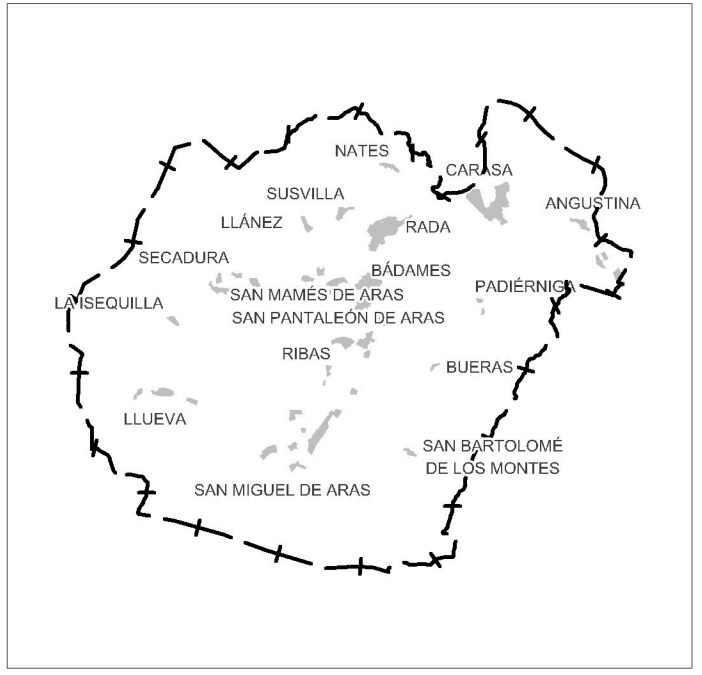 NATES
CARASA
SUSVILLA
ANGUSTINA
LLÁNEZ
RADA
SECADURA
BÁDAMES
PADIÉRNIGA
SAN MAMÉS DE ARAS
LA ISEQUILLA
SAN PANTALEÓN DE ARAS
RIBAS
BUERAS
LLUEVA
SAN BARTOLOMÉ
DE LOS MONTES
SAN MIGUEL DE ARAS